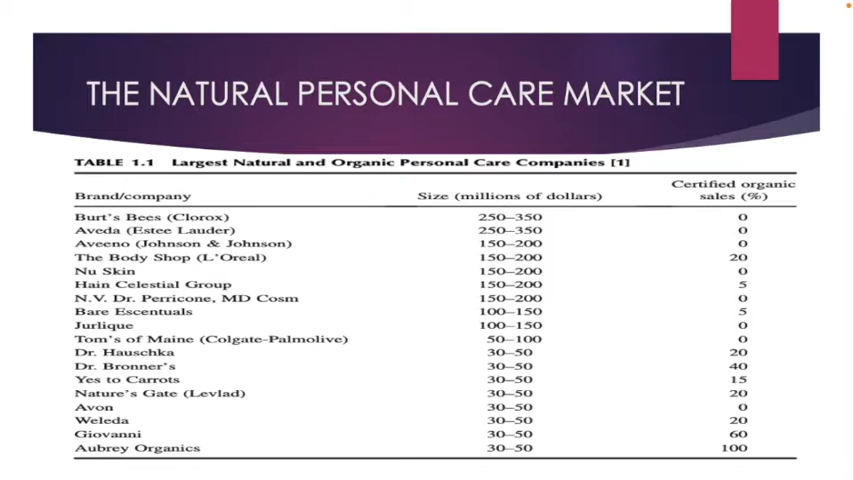 THE NATURAL PERSONAL CARE MARKET
TABLE 1.1 Largest Natural and Organic Personal Care Companies [1]
Brand/company Size (millions of dollars) Certified organic sales (%)
Burt's Bees (Clorox) 250–350 0
Aveda (Estee Lauder) 250–350 0
Aveeno (Johnson & Johnson) 150–200 0
The Body Shop (L'Oreal) 150–200 20
Nu Skin 150–200 0
Hain Celestial Group 150–200 5
N.V. Dr. Perricone, MD Cosm 150–200 0
Bare Escentuals 100–150 5
Jurlique 100–150 0
Tom's of Maine (Colgate-Palmolive) 50–100 0
Dr. Hauschka 30–50 20
Dr. Bronner's 30–50 40
Yes to Carrots 30–50 15
Nature's Gate (Levlad) 30–50 20
Avon 30–50 0
Weleda 30–50 20
Giovanni 30–50 60
Aubrey Organics 30–50 100